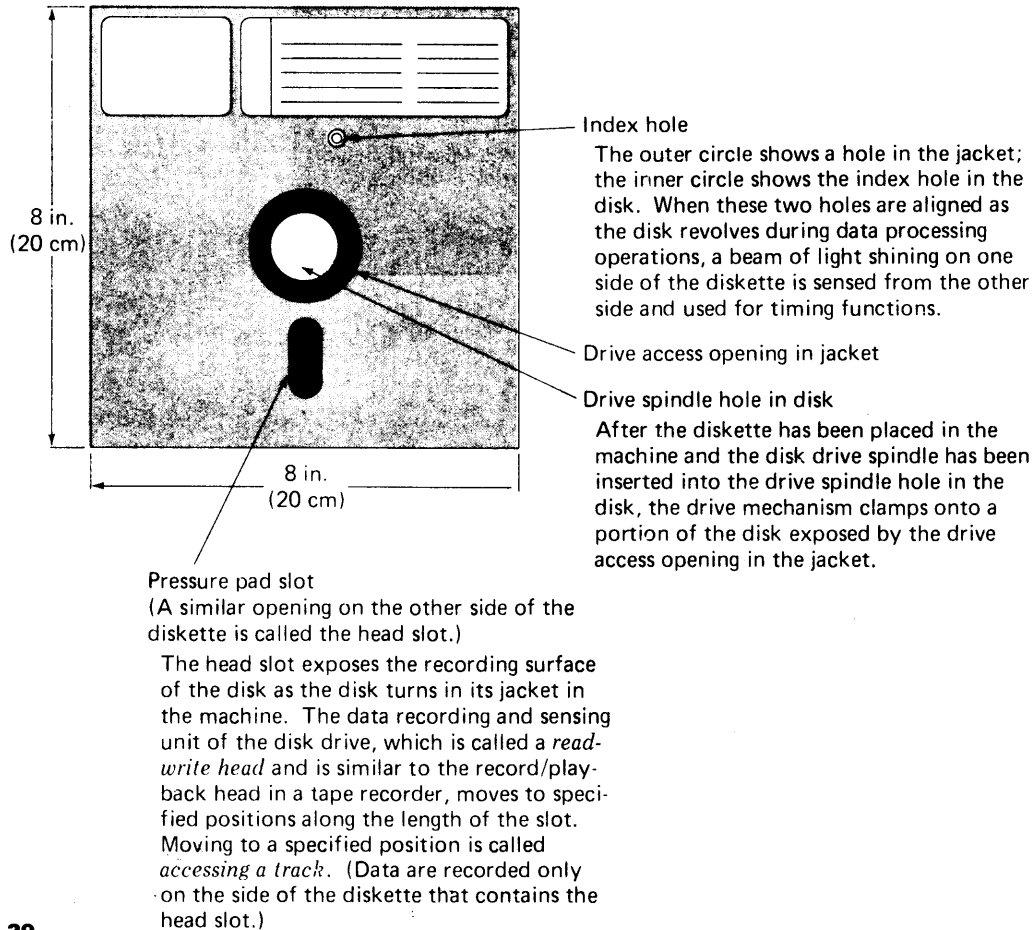 Index hole
The outer circle shows a hole in the jacket;
the inner circle shows the index hole in the
disk. When these two holes are aligned as
the disk revolves during data processing
operations, a beam of light shining on one
side of the diskette is sensed from the other
side and used for timing functions.
8 in.
(20 cm)
Drive access opening in jacket
Drive spindle hole in disk
After the diskette has been placed in the
machine and the disk drive spindle has been
inserted into the drive spindle hole in the
disk, the drive mechanism clamps onto a
portion of the disk exposed by the drive
access opening in the jacket.
8 in.
(20 cm)
Pressure pad slot
(A similar opening on the other side of the
diskette is called the head slot.)
The head slot exposes the recording surface
of the disk as the disk turns in its jacket in
the machine. The data recording and sensing
unit of the disk drive, which is called a read-
write head and is similar to the record/play-
back head in a tape recorder, moves to speci-
fied positions along the length of the slot.
Moving to a specified position is called
accessing a track. (Data are recorded only
on the side of the diskette that contains the
head slot.)